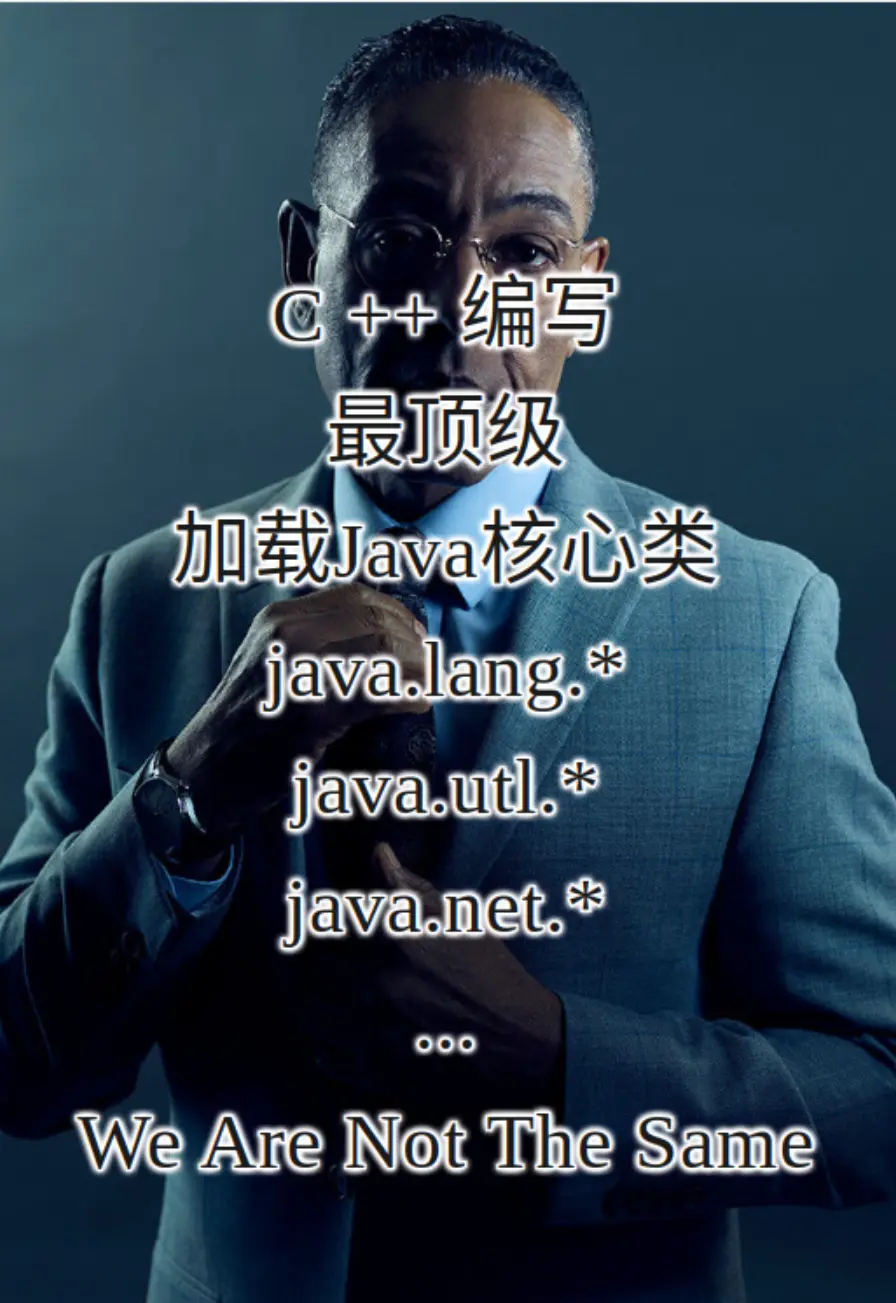 C ++ 编写
最顶级
加载Java核心类
java.lang.*
java.utl.*
java.net.*
...
We Are Not The Same